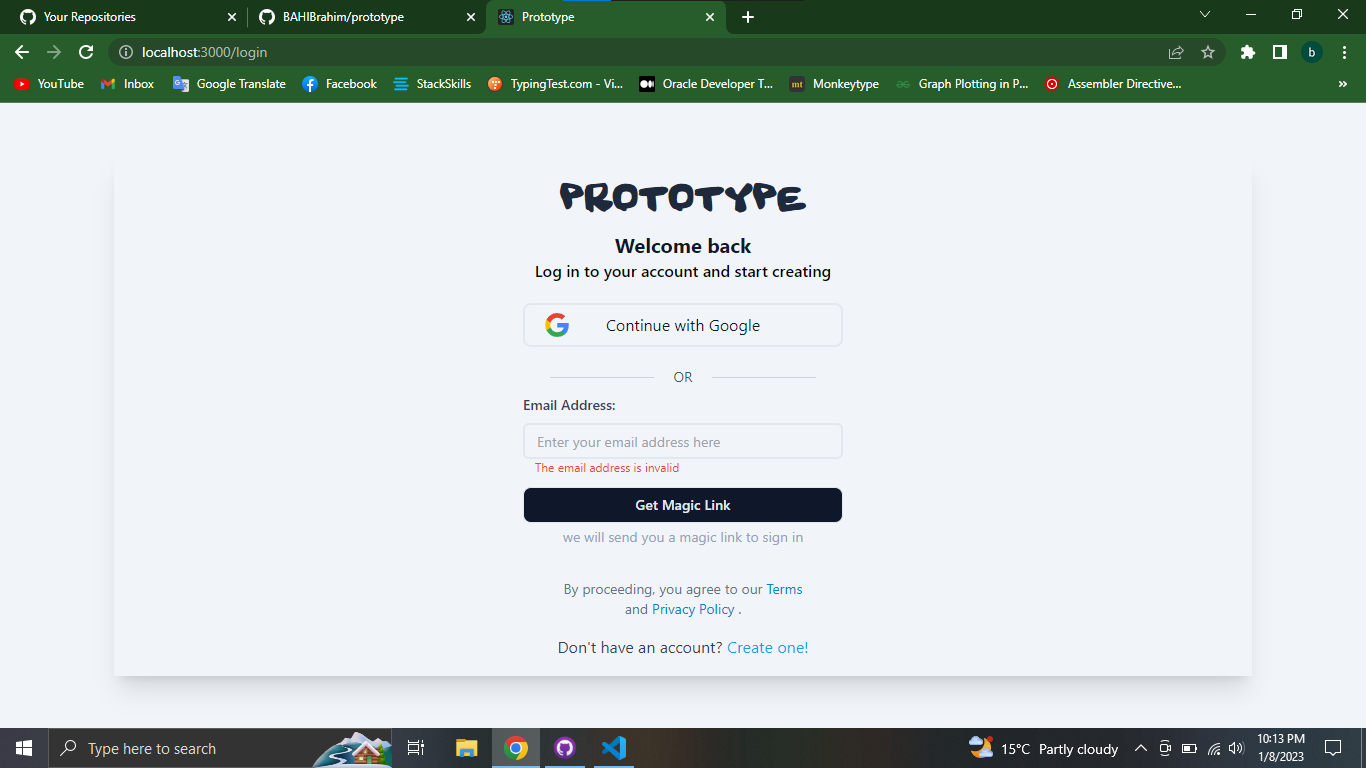 Your Repositories
BAHIBrahim/prototype
Prototype
localhost:3000/login
b
YouTube
Inbox
Google Translate
Facebook
StackSkills
TypingTest.com - Vi...
Oracle Developer T...
mt Monkeytype
Graph Plotting in P...
Assembler Directive...
»
PROTOTYPE
Welcome back
Log in to your account and start creating
Continue with Google
OR
Email Address:
Enter your email address here
The email address is invalid
Get Magic Link
we will send you a magic link to sign in
By proceeding, you agree to our Terms
and Privacy Policy .
Don't have an account? Create one!
Type here to search
15°C Partly cloudy
10:13 PM
1/8/2023